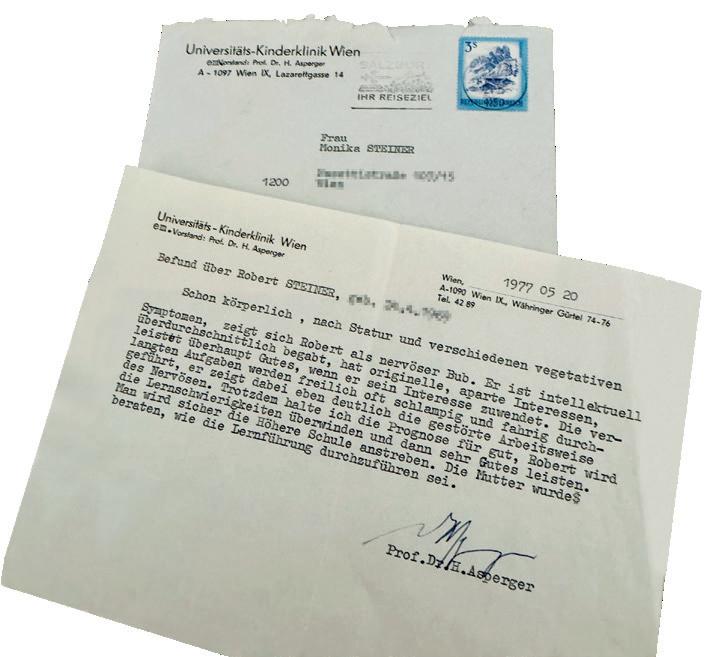 Universitäts-Kinderklinik Wien
em. Vorstand: Prof. Dr. H. Asperger
A - 1097 Wien IX, Lazarettgasse 14
SALZBURG
IHR REISEZIEL
3s
REPUBLIK ÖSTERREICH
Frau
Monika STEINER
1200
Wien
Universitäts-Kinderklinik Wien
em. Vorstand: Prof. Dr. H. Asperger
Wien, 1977 05 20
A-1090 Wien IX., Währinger Gürtel 74-76
Tel. 42 89
Befund über Robert STEINER,
Schon körperlich , nach Statur und verschiedenen vegetativen
Symptomen, zeigt sich Robert als nervöser Bub. Er ist intellektuell
überdurchschnittlich begabt, hat originelle, aparte Interessen,
leistet überhaupt Gutes, wenn er sein Interesse zuwendet. Die ver-
langten Aufgaben werden freilich oft schlampig und fahrig durch-
geführt, er zeigt dabei eben deutlich die gestörte Arbeitsweise
des Nervösen. Trotzdem halte ich die Prognose für gut, Robert wird
die Lernschwierigkeiten überwinden und dann sehr Gutes leisten.
Man wird sicher die Höhere Schule anstreben. Die Mutter wurde$
beraten, wie die Lernführung durchzuführen sei.
Prof.Dr.H.Asperger